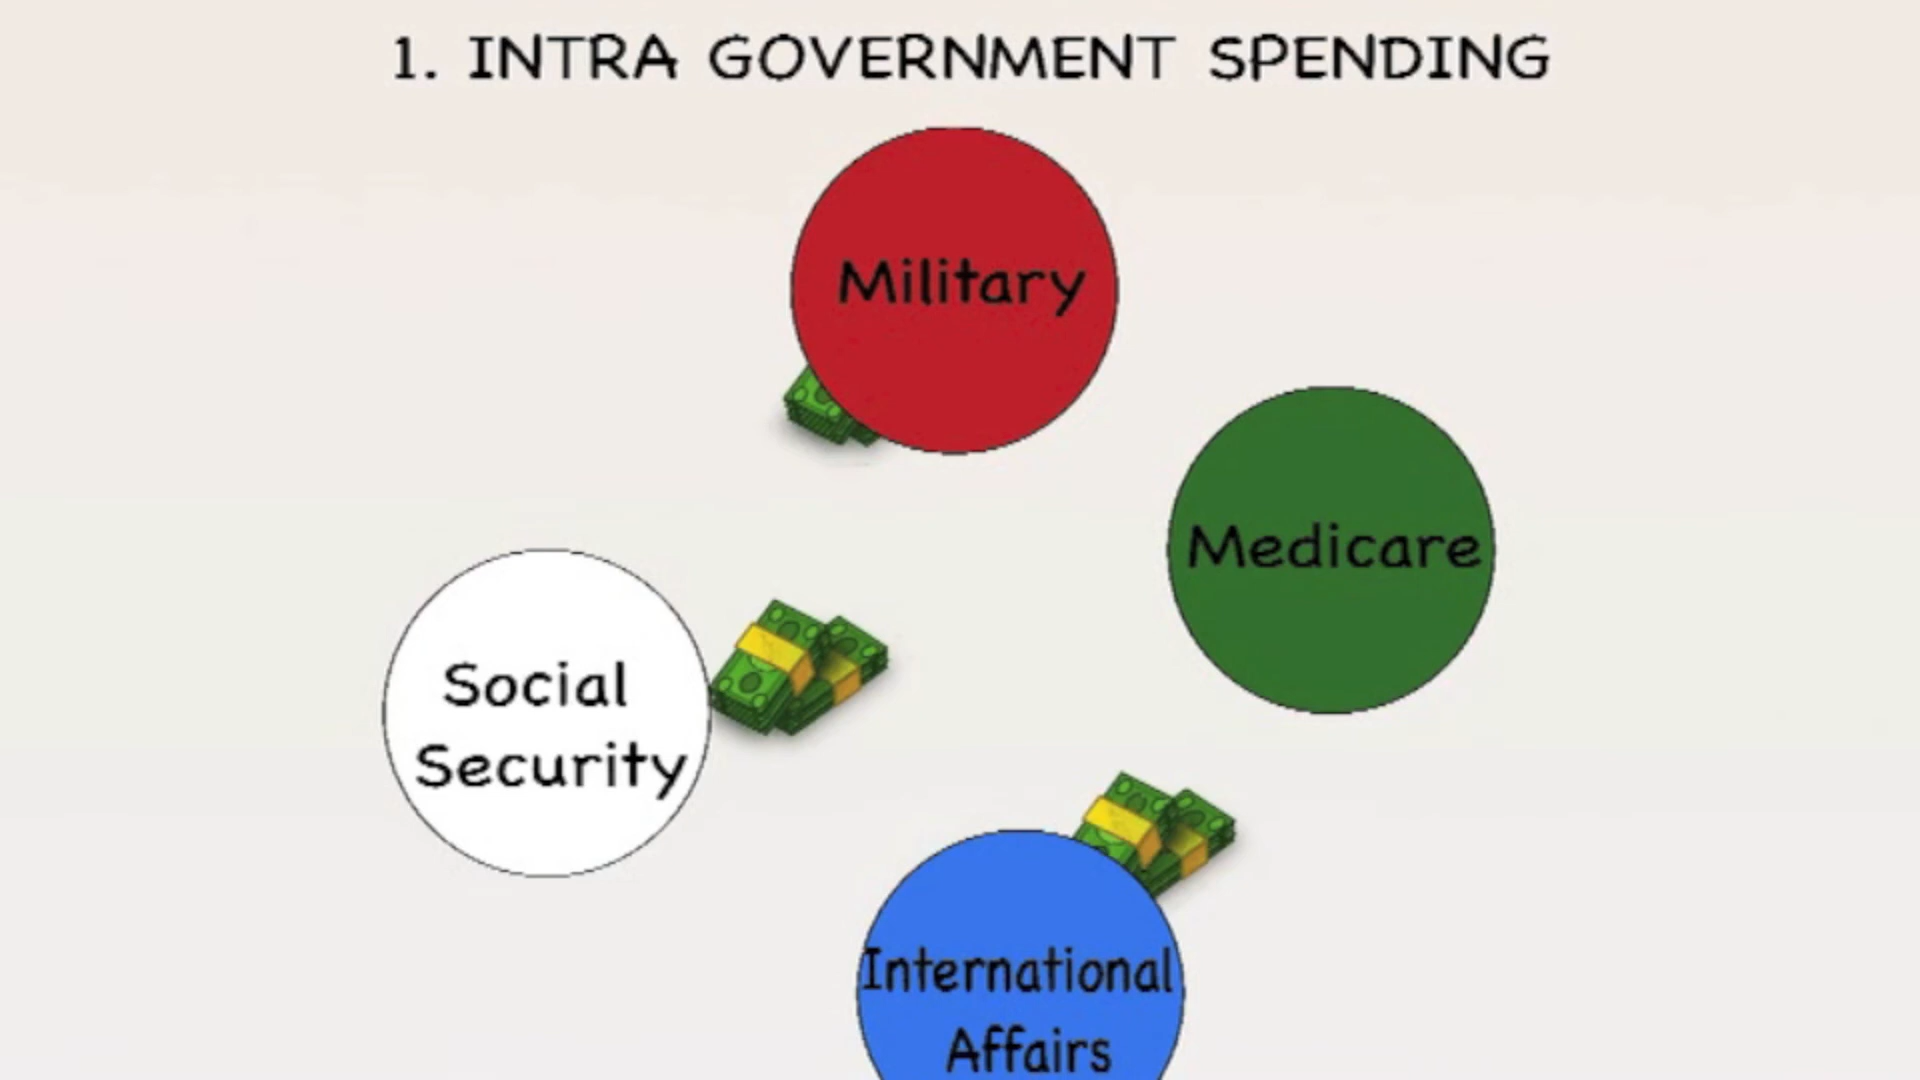 1. INTRA GOVERNMENT SPENDING
Military
Medicare
Social
Security
International
Affairs